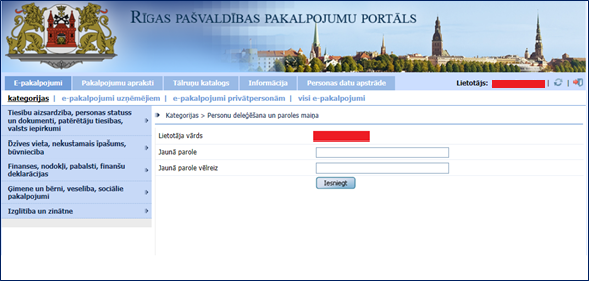 RĪGAS PAŠVALDĪBAS PAKALPOJUMU PORTĀLS
E-pakalpojumi Pakalpojumu apraksti Tālruņu katalogs Informācija Personas datu apstrāde Lietotājs:
kategorijas | e-pakalpojumi uzņēmējiem | e-pakalpojumi privātpersonām | visi e-pakalpojumi
Tiesību aizsardzība, personas statuss
un dokumenti, patērētāju tiesības,
valsts iepirkumi
Dzīves vieta, nekustamais īpašums,
būvniecība
Finanses, nodokļi, pabalsti, finanšu
deklarācijas
Ģimene un bērni, veselība, sociālie
pakalpojumi
Izglītība un zinātne
Kategorijas > Personu deleģēšana un paroles maiņa
Lietotāja vārds
Jaunā parole
Jaunā parole vēlreiz
Iesniegt